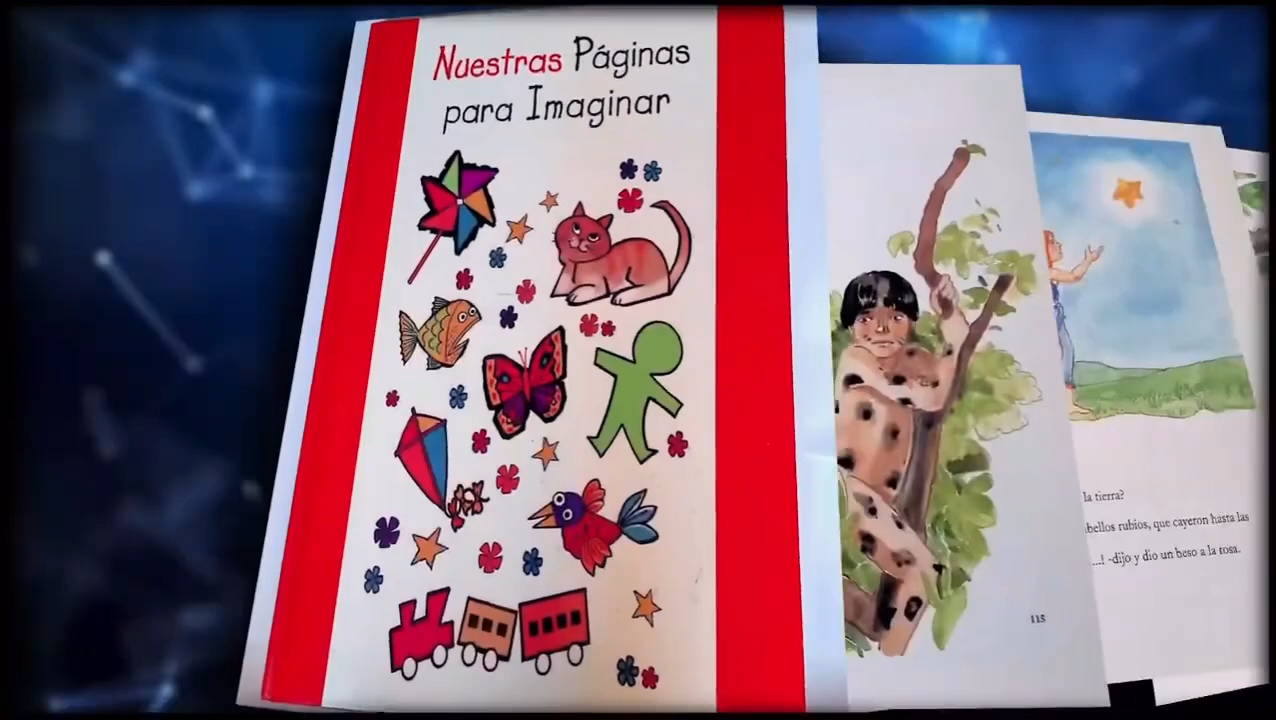 Nuestras Páginas
para Imaginar
115
la tierra?
bellos rubios, que cayeron hasta las
...! -dijo y dio un beso a la rosa.